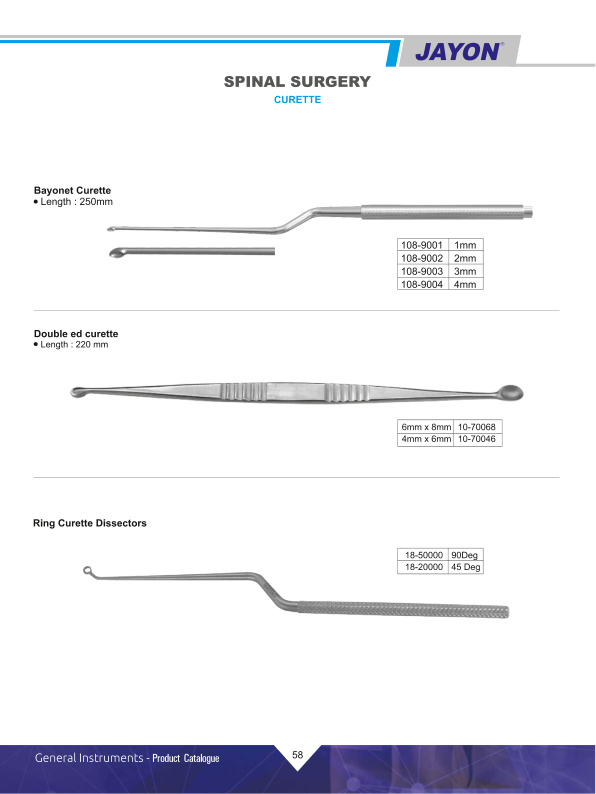 JAYON®
SPINAL SURGERY
CURETTE
Bayonet Curette
• Length : 250mm
108-9001 1mm
108-9002 2mm
108-9003 3mm
108-9004 4mm
Double ed curette
• Length : 220 mm
6mm x 8mm 10-70068
4mm x 6mm 10-70046
Ring Curette Dissectors
18-50000 90Deg
18-20000 45 Deg
General Instruments - Product Catalogue
58